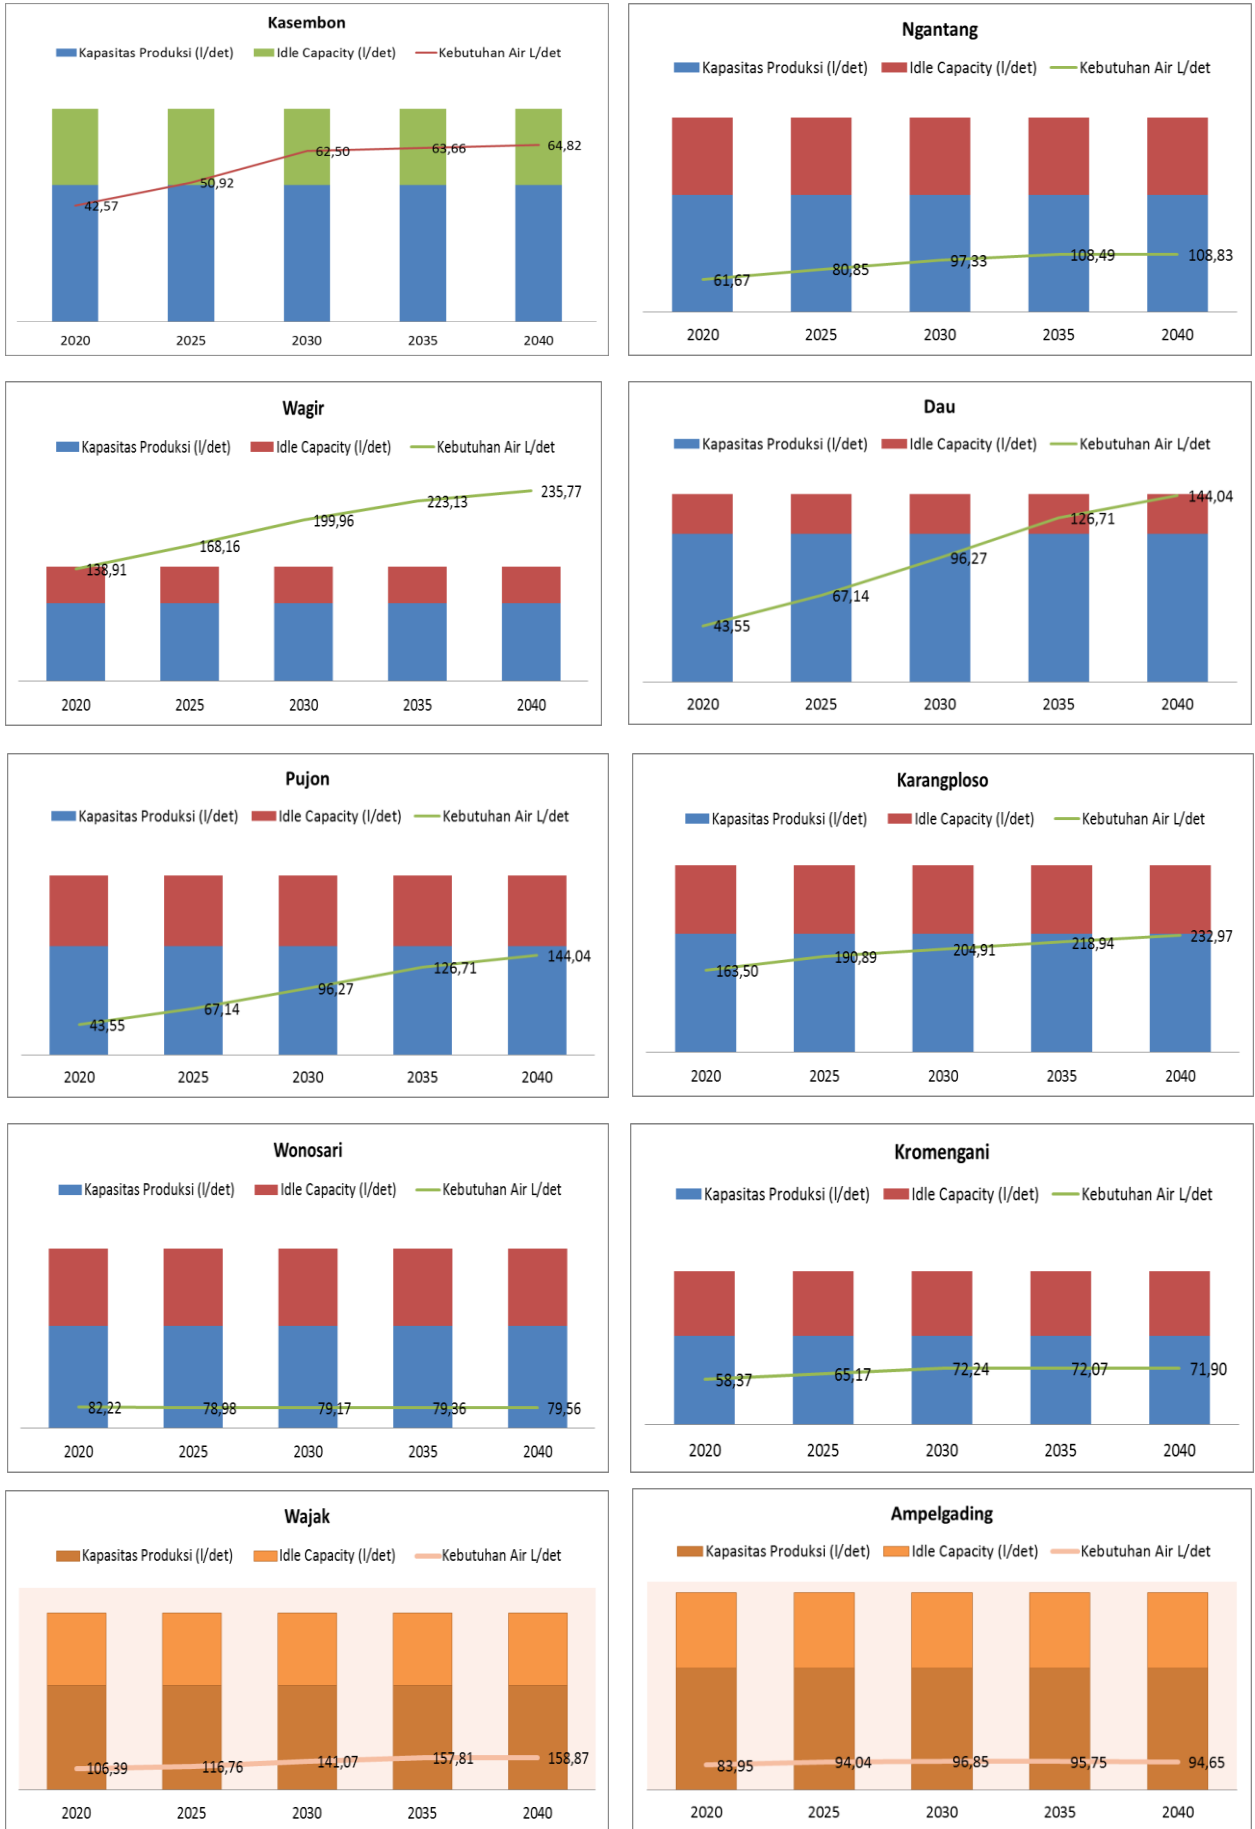 Kasembon
Kapasitas Produksi (l/det) Idle Capacity (l/det) Kebutuhan Air L/det
42,57 50,92 62,50 63,66 64,82
2020 2025 2030 2035 2040
Ngantang
Kapasitas Produksi (l/det) Idle Capacity (l/det) Kebutuhan Air L/det
61,67 80,85 97,33 108,49 108,83
2020 2025 2030 2035 2040
Wagir
Kapasitas Produksi (l/det) Idle Capacity (l/det) Kebutuhan Air L/det
138,91 168,16 199,96 223,13 235,77
2020 2025 2030 2035 2040
Dau
Kapasitas Produksi (l/det) Idle Capacity (l/det) Kebutuhan Air L/det
43,55 67,14 96,27 126,71 144,04
2020 2025 2030 2035 2040
Pujon
Kapasitas Produksi (l/det) Idle Capacity (l/det) Kebutuhan Air L/det
43,55 67,14 96,27 126,71 144,04
2020 2025 2030 2035 2040
Karangploso
Kapasitas Produksi (l/det) Idle Capacity (l/det) Kebutuhan Air L/det
163,50 190,89 204,91 218,94 232,97
2020 2025 2030 2035 2040
Wonosari
Kapasitas Produksi (l/det) Idle Capacity (l/det) Kebutuhan Air L/det
82,22 78,98 79,17 79,36 79,56
2020 2025 2030 2035 2040
Kromengani
Kapasitas Produksi (l/det) Idle Capacity (l/det) Kebutuhan Air L/det
58,37 65,17 72,24 72,07 71,90
2020 2025 2030 2035 2040
Wajak
Kapasitas Produksi (l/det) Idle Capacity (l/det) Kebutuhan Air L/det
106,39 116,76 141,07 157,81 158,87
2020 2025 2030 2035 2040
Ampelgading
Kapasitas Produksi (l/det) Idle Capacity (l/det) Kebutuhan Air L/det
83,95 94,04 96,85 95,75 94,65
2020 2025 2030 2035 2040